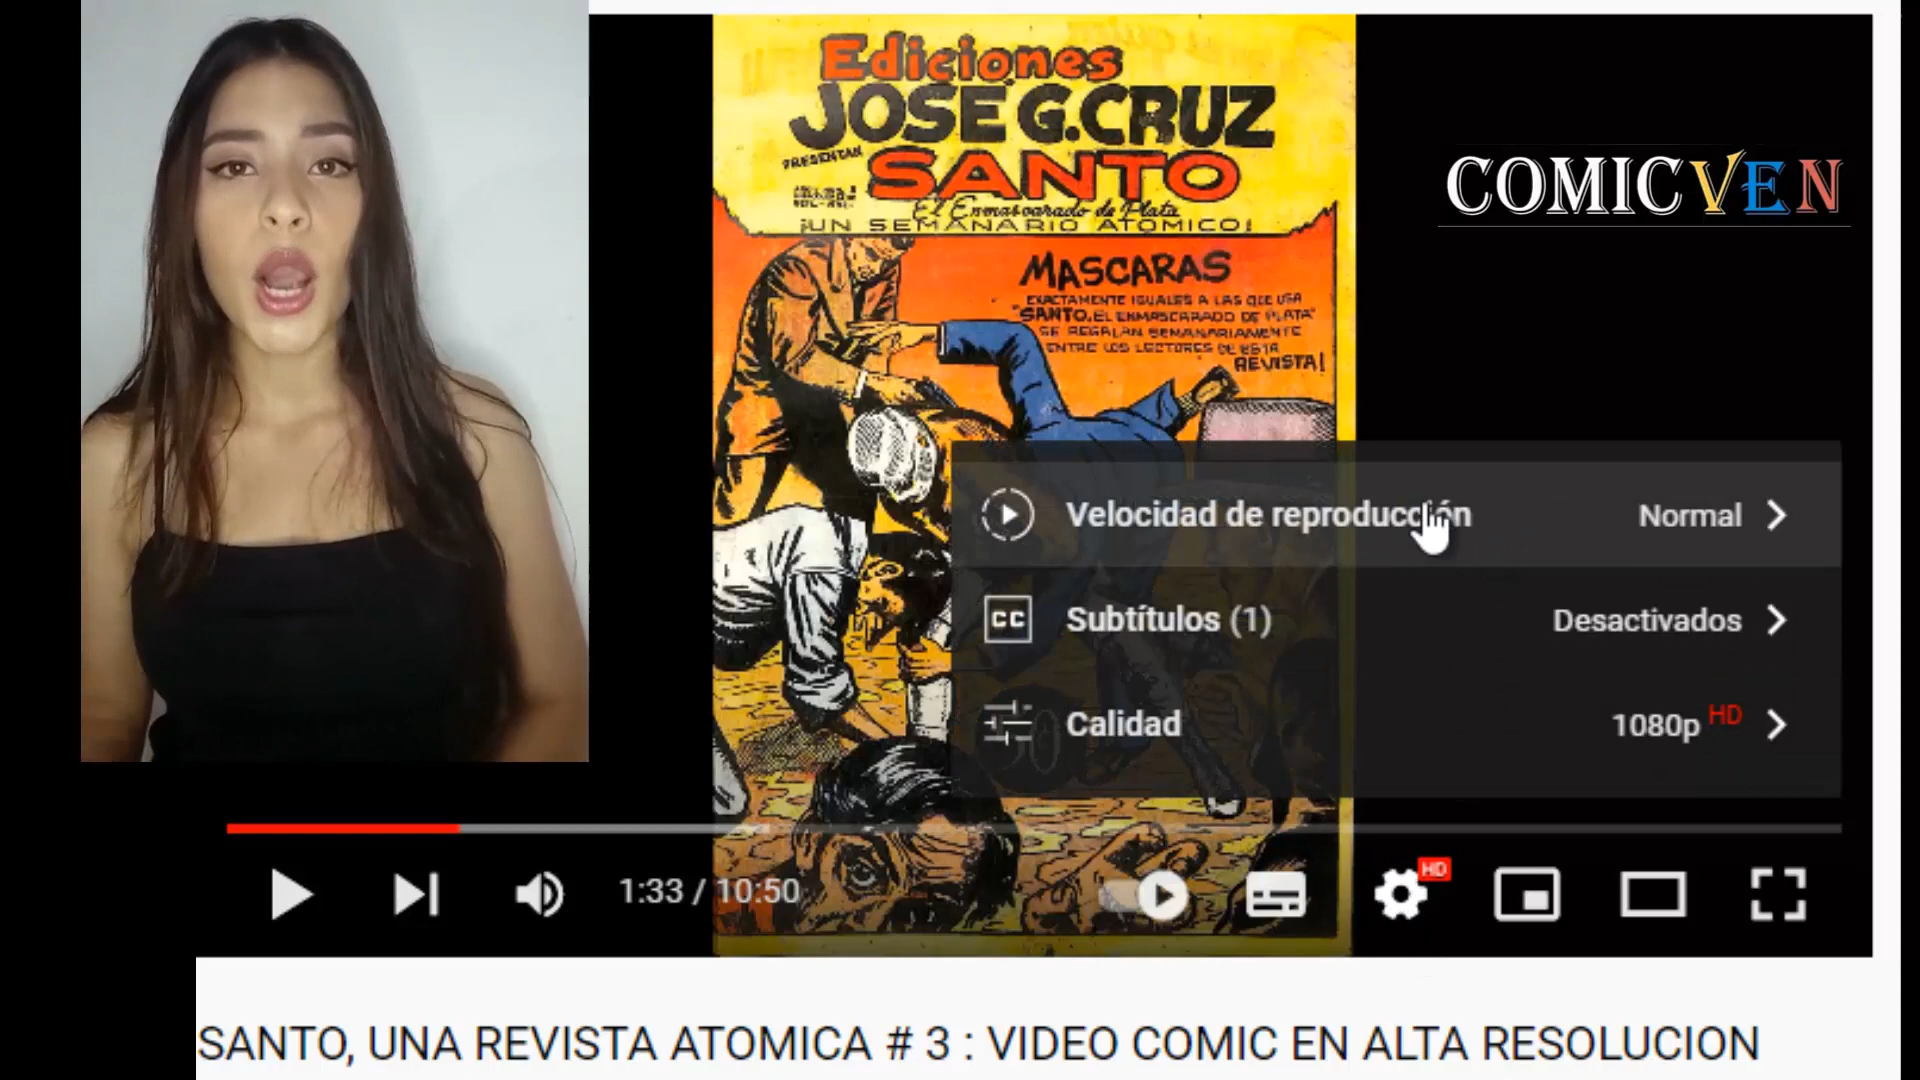 Ediciones
JOSE G. CRUZ
PRESENTAN
SANTO
El Enmascarado de Plata
¡UN SEMANARIO ATOMICO!
MASCARAS
EXACTAMENTE IGUALES A LAS QUE USA
"SANTO, EL ENMASCARADO DE PLATA"
SE REGALAN SEMANARIAMENTE
ENTRE LOS LECTORES DE ESTA
REVISTA!
COMICVEN
Velocidad de reproducción Normal
CC Subtítulos (1) Desactivados
Calidad 1080p HD
1:33 / 10:50
HD
SANTO, UNA REVISTA ATOMICA # 3 : VIDEO COMIC EN ALTA RESOLUCION